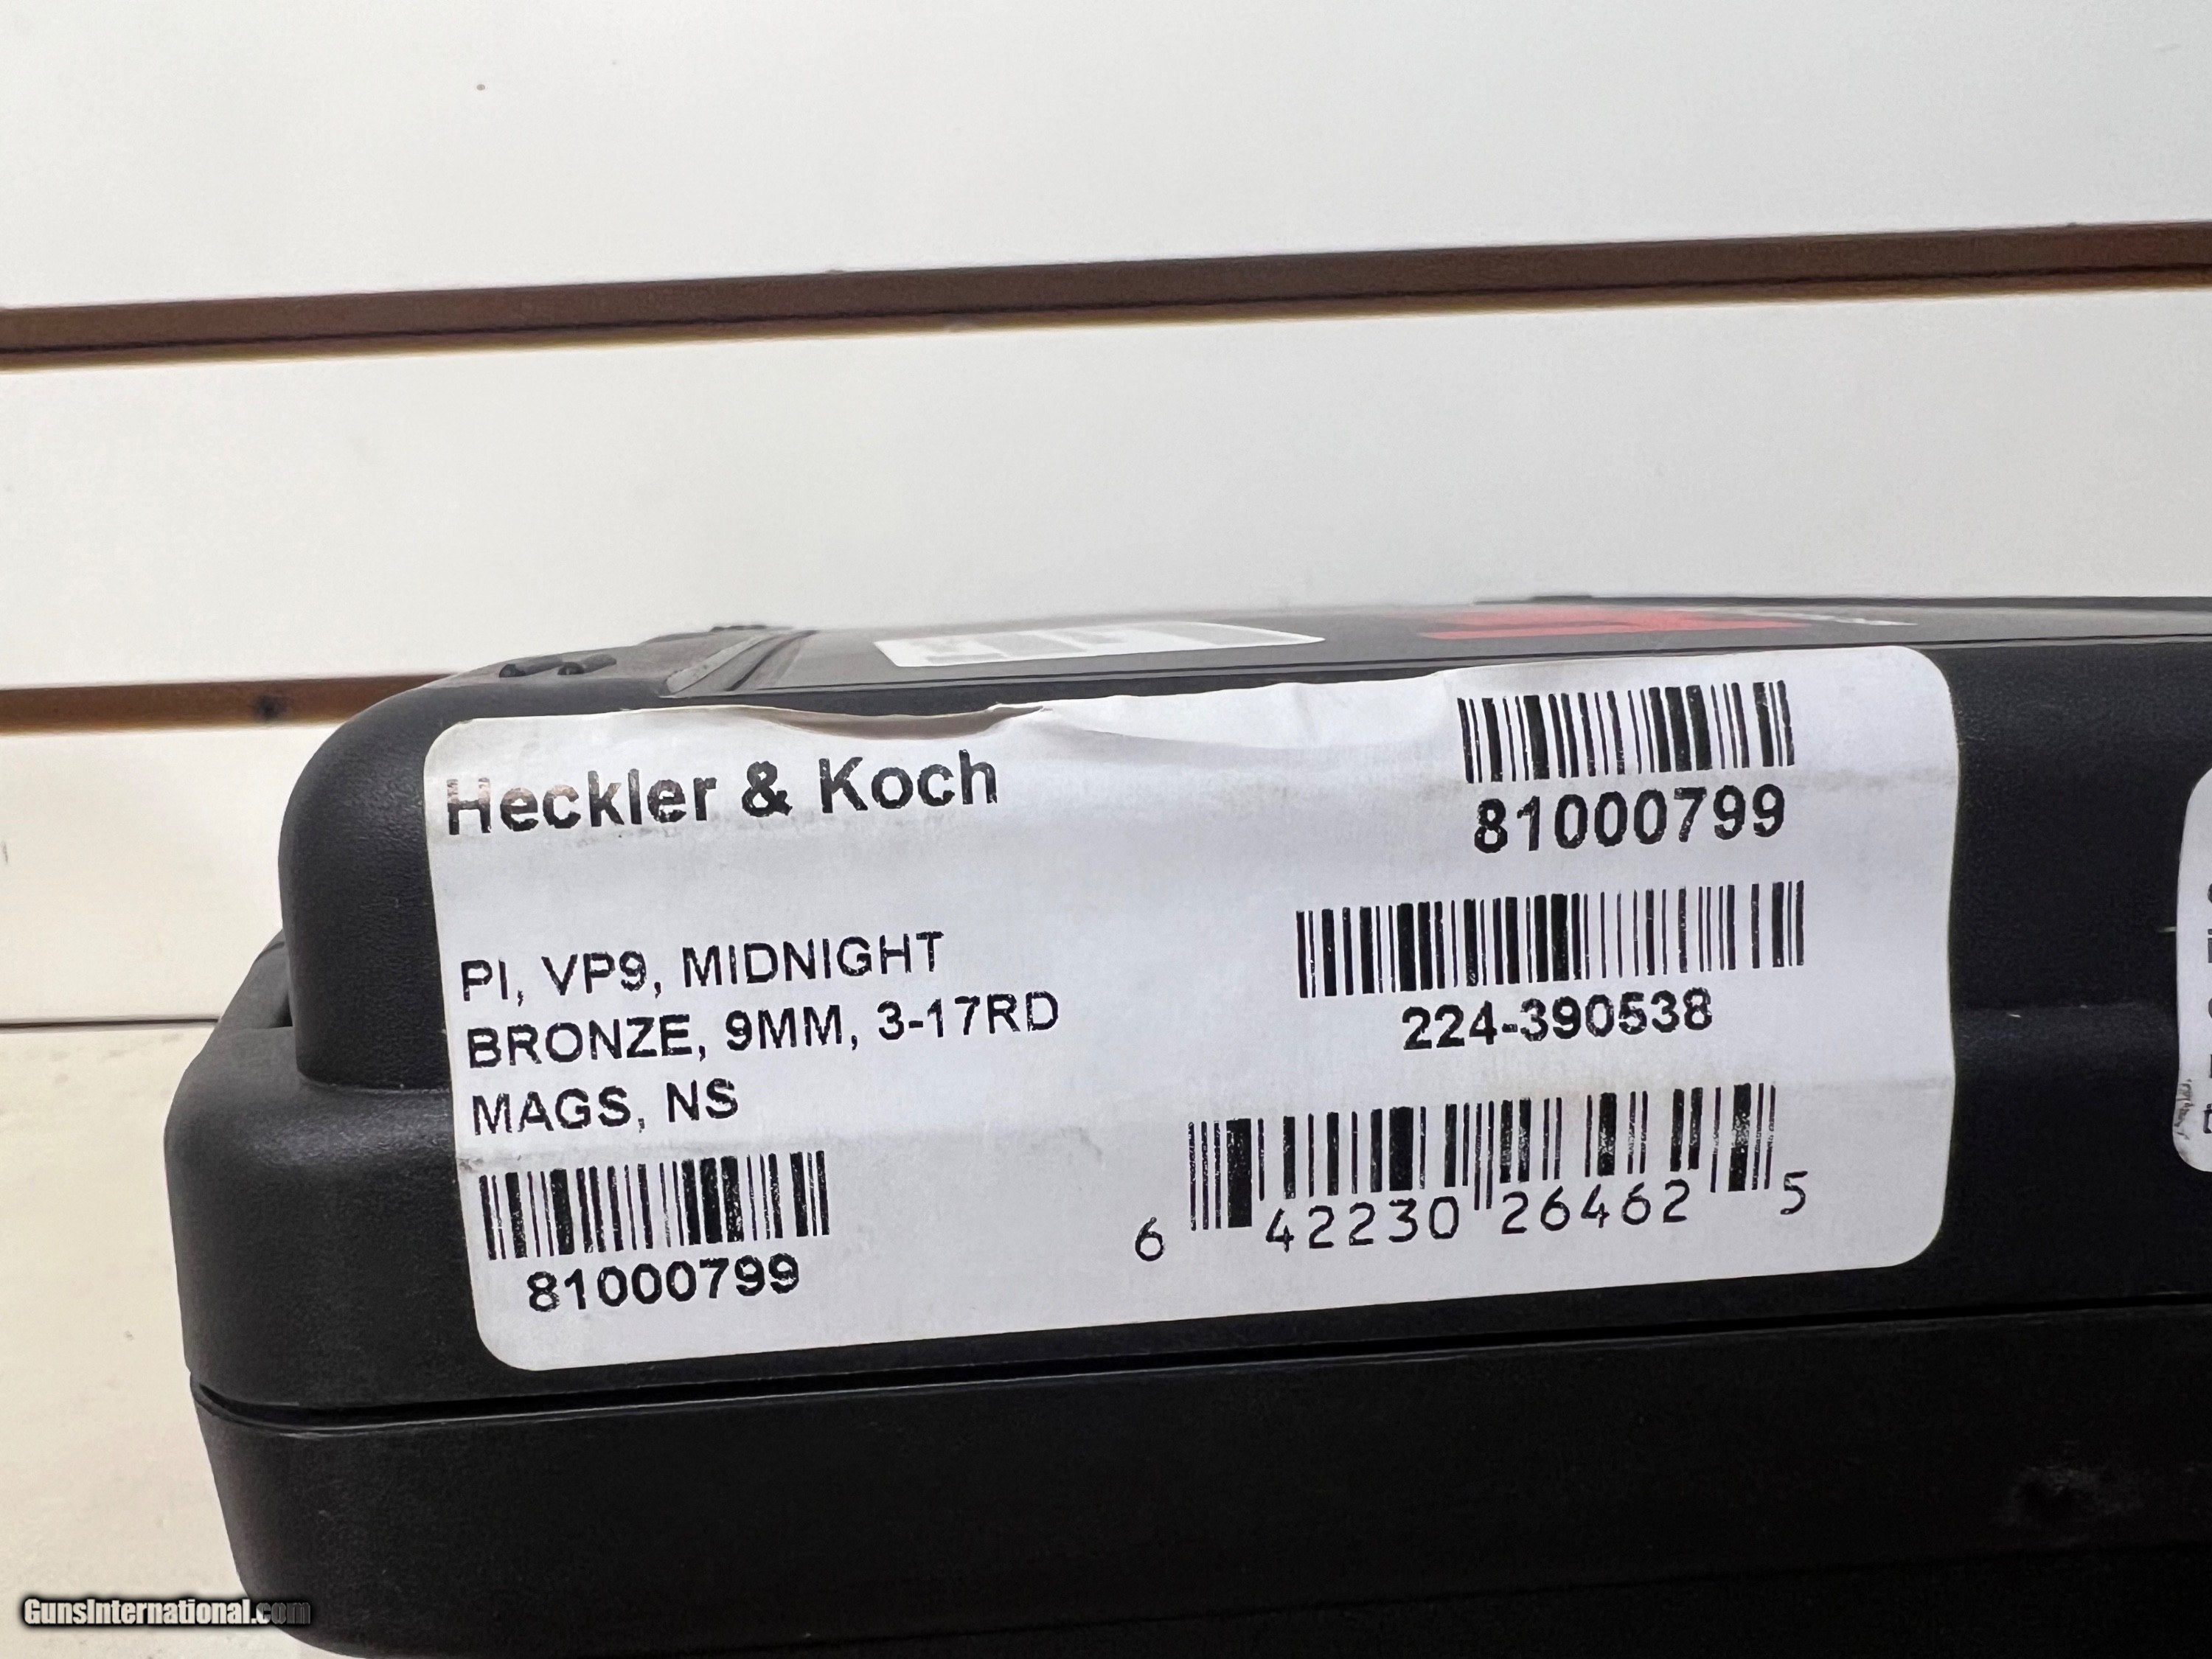 Heckler & Koch
81000799
PI, VP9, MIDNIGHT
BRONZE, 9MM, 3-17RD
MAGS, NS
224-390538
81000799
6 42230 26462 5
GunsInternational.com